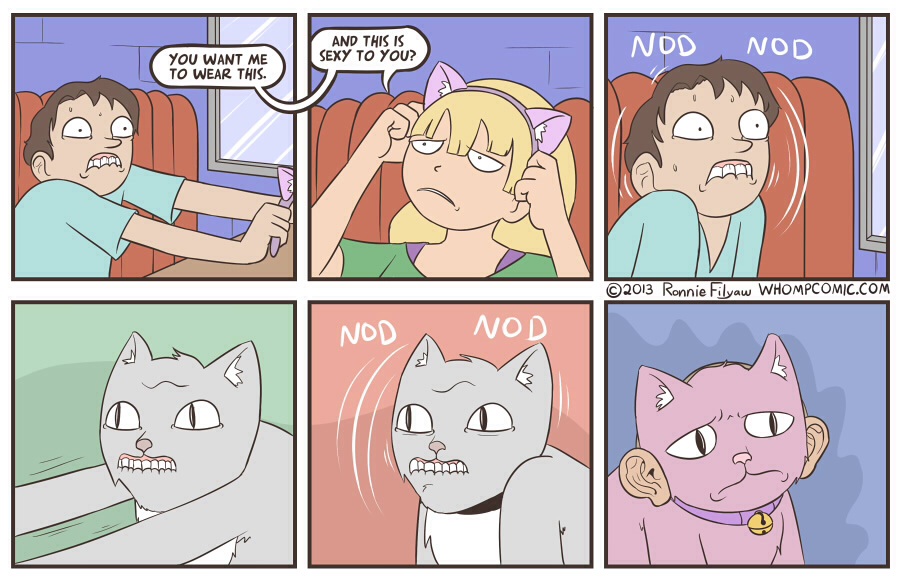 YOU WANT ME
TO WEAR THIS.
AND THIS IS
SEXY TO YOU?
NOD NOD
©2013 Ronnie Filyaw WHOMPCOMIC.COM
NOD NOD